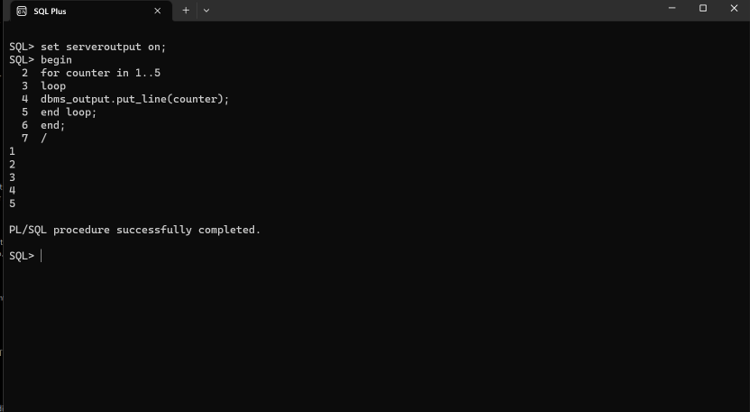 SQL Plus
SQL> set serveroutput on;
SQL> begin
2 for counter in 1..5
3 loop
4 dbms_output.put_line(counter);
5 end loop;
6 end;
7 /
1
2
3
4
5
PL/SQL procedure successfully completed.
SQL>